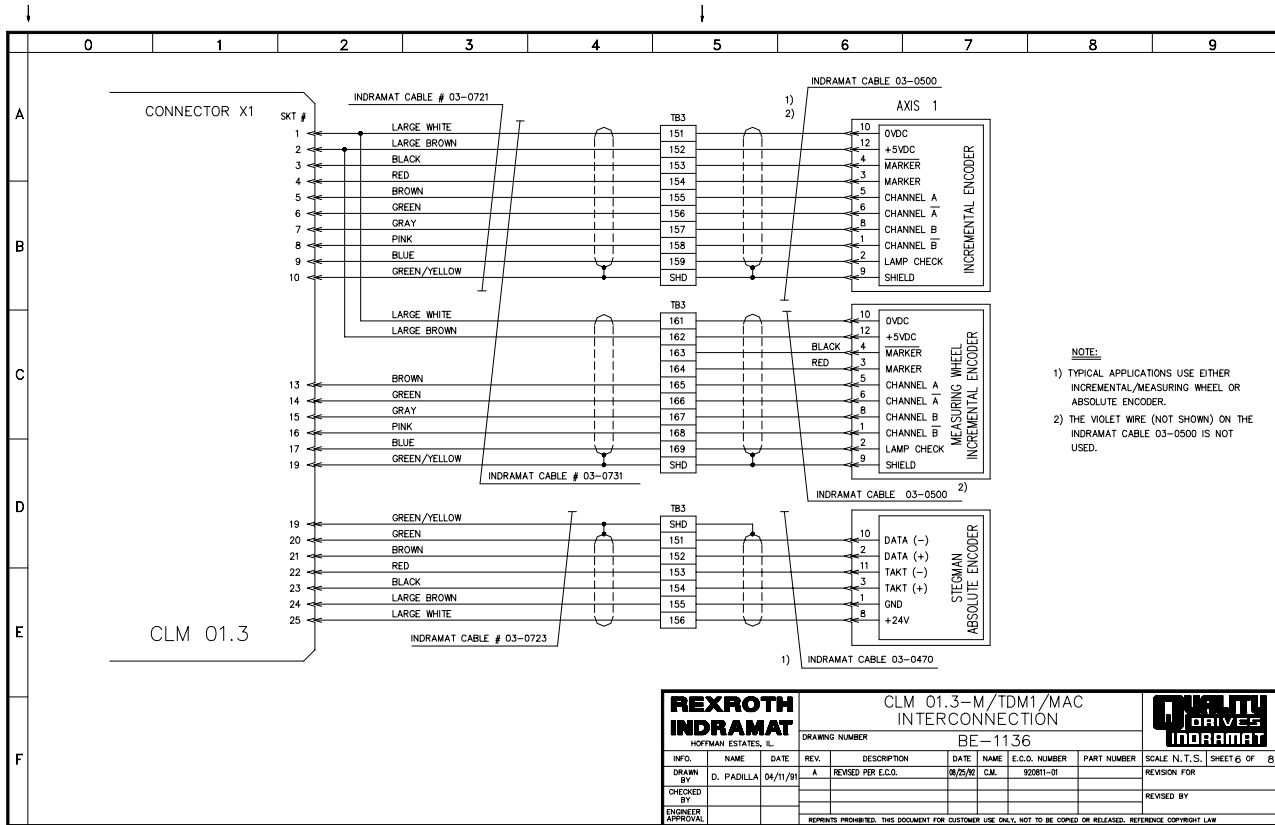 0 1 2 3 4 5 6 7 8 9
A
B
C
D
E
F
CONNECTOR X1
SKT #
CLM 01.3
INDRAMAT CABLE # 03-0721
INDRAMAT CABLE 03-0500
1)
2)
AXIS 1
TB3
1 LARGE WHITE 151 10 0VDC
2 LARGE BROWN 152 12 +5VDC
3 BLACK 153 4 MARKER
4 RED 154 3 MARKER
5 BROWN 155 5 CHANNEL A
6 GREEN 156 6 CHANNEL A
7 GRAY 157 8 CHANNEL B
8 PINK 158 1 CHANNEL B
9 BLUE 159 2 LAMP CHECK
10 GREEN/YELLOW SHD 9 SHIELD
INCREMENTAL ENCODER
TB3
LARGE WHITE 161 10 0VDC
LARGE BROWN 162 12 +5VDC
163 BLACK 4 MARKER
164 RED 3 MARKER
13 BROWN 165 5 CHANNEL A
14 GREEN 166 6 CHANNEL A
15 GRAY 167 8 CHANNEL B
16 PINK 168 1 CHANNEL B
17 BLUE 169 2 LAMP CHECK
19 GREEN/YELLOW SHD 9 SHIELD
MEASURING WHEEL
INCREMENTAL ENCODER
INDRAMAT CABLE # 03-0731
INDRAMAT CABLE 03-0500 2)
TB3
19 GREEN/YELLOW SHD
20 GREEN 151 10 DATA (-)
21 BROWN 152 2 DATA (+)
22 RED 153 11 TAKT (-)
23 BLACK 154 3 TAKT (+)
24 LARGE BROWN 155 1 GND
25 LARGE WHITE 156 8 +24V
STEGMAN
ABSOLUTE ENCODER
INDRAMAT CABLE # 03-0723
1) INDRAMAT CABLE 03-0470
NOTE:
1) TYPICAL APPLICATIONS USE EITHER
INCREMENTAL/MEASURING WHEEL OR
ABSOLUTE ENCODER.
2) THE VIOLET WIRE (NOT SHOWN) ON THE
INDRAMAT CABLE 03-0500 IS NOT
USED.
REXROTH
INDRAMAT
HOFFMAN ESTATES, IL.
CLM 01.3-M/TDM1/MAC
INTERCONNECTION
DRAWING NUMBER BE-1136
QUALITY
DRIVES
INDRAMAT
INFO. NAME DATE REV. DESCRIPTION DATE NAME E.C.O. NUMBER PART NUMBER SCALE N.T.S. SHEET 6 OF 8
DRAWN BY D. PADILLA 04/11/91 A REVISED PER E.C.O. 08/25/92 C.M. 920811-01 REVISION FOR
CHECKED BY REVISED BY
ENGINEER APPROVAL
REPRINTS PROHIBITED. THIS DOCUMENT FOR CUSTOMER USE ONLY, NOT TO BE COPIED OR RELEASED. REFERENCE COPYRIGHT LAW